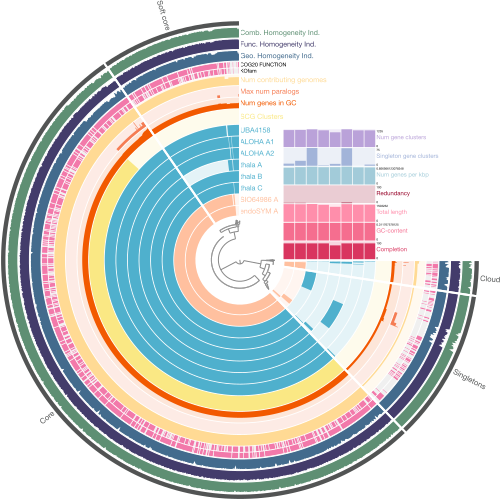 Soft core
Comb. Homogeneity Ind.
Func. Homogeneity Ind.
Geo. Homogeneity Ind.
COG20 FUNCTION
KOfam
Num contributing genomes
Max num paralogs
Num genes in GC
SCG Clusters
UBA4158
ALOHA A1
ALOHA A2
thala A
thala B
thala C
SIO64986 A
endoSYM A
Num gene clusters
Singleton gene clusters
Num genes per kbp
Redundancy
Total length
GC-content
Completion
Cloud
Singletons
Core